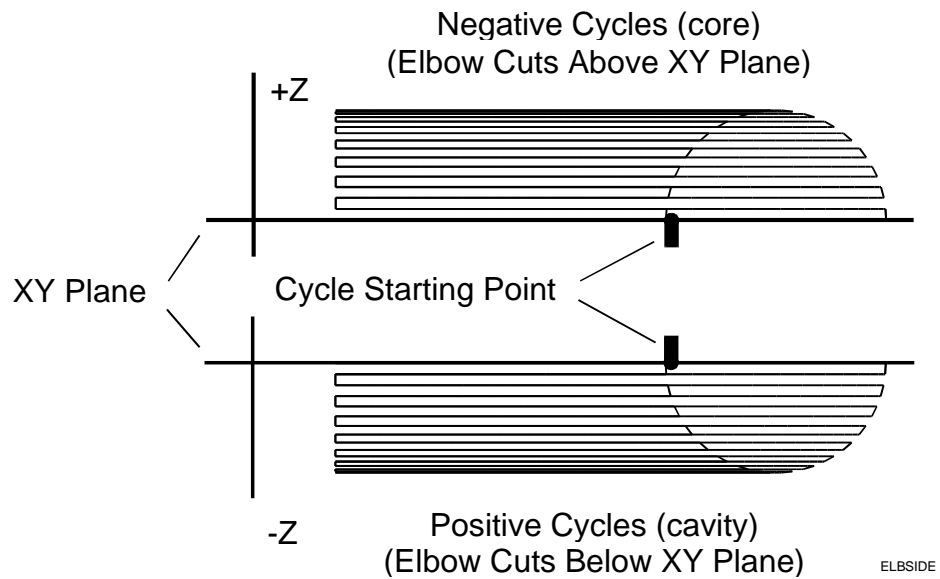 Negative Cycles (core)
(Elbow Cuts Above XY Plane)
+Z
XY Plane
Cycle Starting Point
-Z
Positive Cycles (cavity)
(Elbow Cuts Below XY Plane)
ELBSIDE